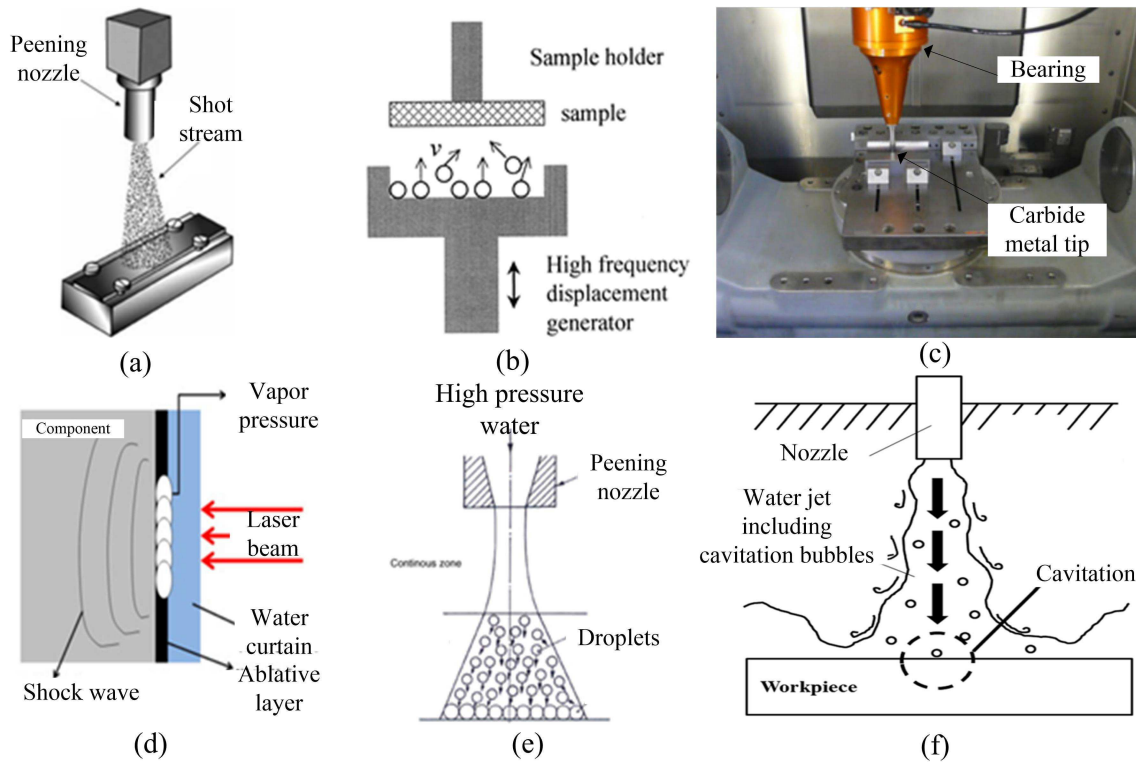 Peening
nozzle
Shot
stream
(a)
Sample holder
sample
v
High frequency
displacement
generator
(b)
Bearing
Carbide
metal tip
(c)
Vapor
pressure
Component
Laser
beam
Water
curtain
Ablative
layer
Shock wave
(d)
High pressure
water
Peening
nozzle
Continous zone
Droplets
(e)
Nozzle
Water jet
including
cavitation bubbles
Cavitation
Workpiece
(f)